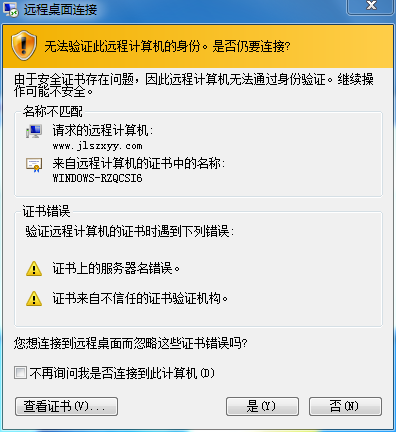 远程桌面连接
无法验证此远程计算机的身份。是否仍要连接?
由于安全证书存在问题，因此远程计算机无法通过身份验证。继续操
作可能不安全。
名称不匹配
请求的远程计算机:
www.jlszxyy.com
来自远程计算机的证书中的名称:
WINDOWS-RZQCSI6
证书错误
验证远程计算机的证书时遇到下列错误:
证书上的服务器名错误。
证书来自不信任的证书验证机构。
您想连接到远程桌面而忽略这些证书错误吗?
不再询问我是否连接到此计算机(D)
查看证书(V)... 是(Y) 否(N)